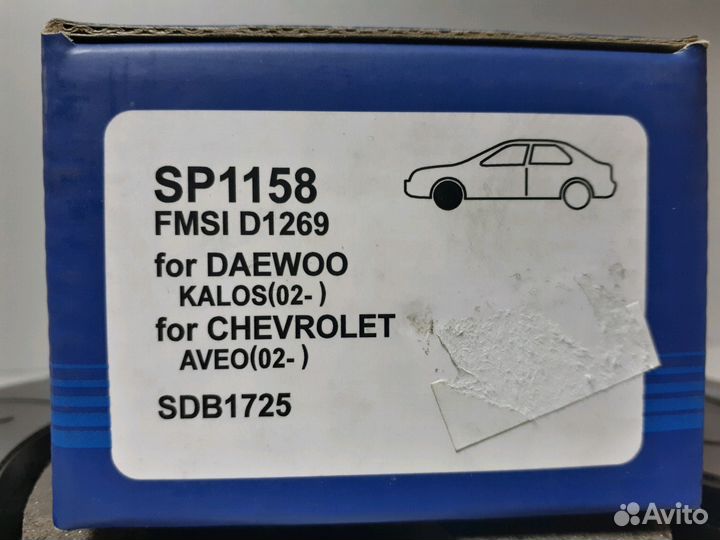 SP1158
FMSI D1269
for DAEWOO
KALOS(02- )
for CHEVROLET
AVEO(02- )
SDB1725
Avito